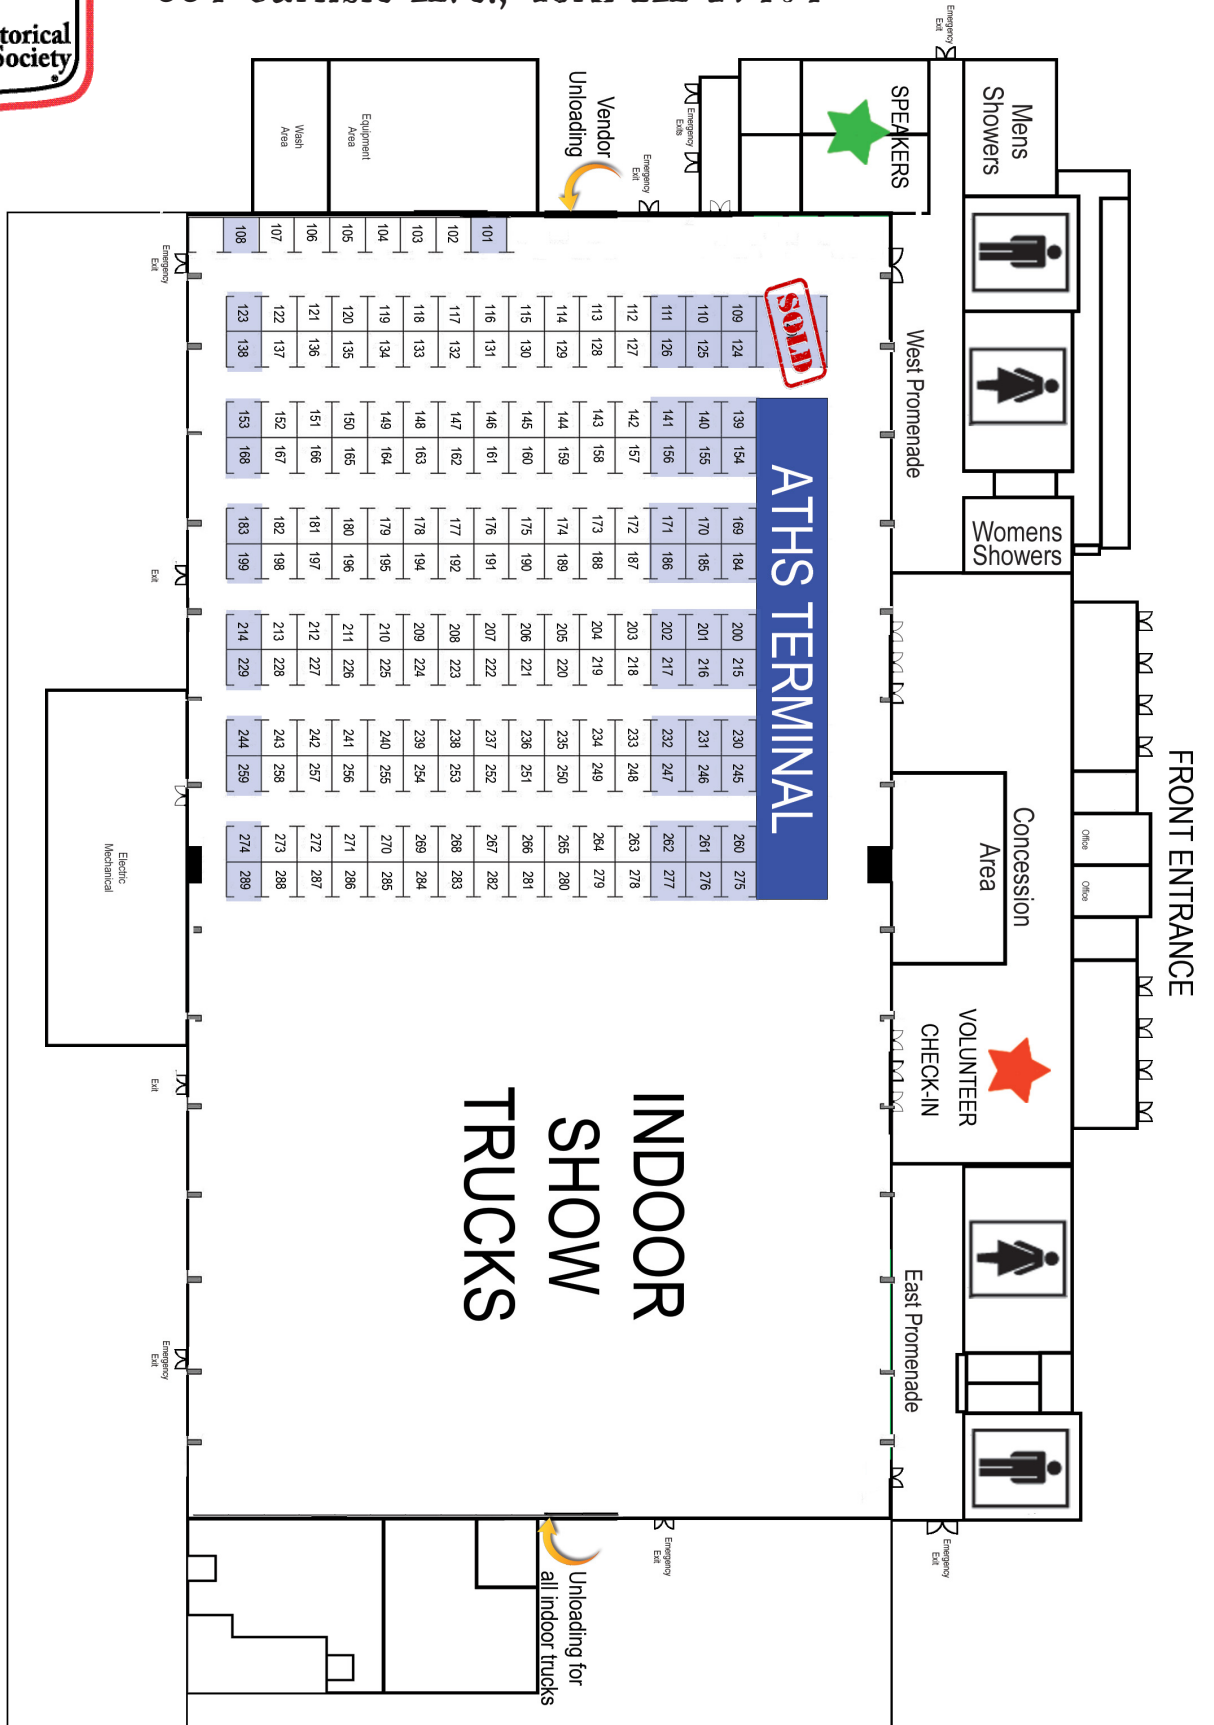 torical
Society
®
Emergency
Exit
Mens
Showers
SPEAKERS
Emergency
Exits
Emergency
Exit
Vendor
Unloading
Equipment
Area
Wash
Area
Emergency
Exit
101 102 103 104 105 106 107 108
SOLD
109 110 111 112 113 114 115 116 117 118 119 120 121 122 123
124 125 126 127 128 129 130 131 132 133 134 135 136 137 138
139 140 141 142 143 144 145 146 147 148 149 150 151 152 153
154 155 156 157 158 159 160 161 162 163 164 165 166 167 168
169 170 171 172 173 174 175 176 177 178 179 180 181 182 183
184 185 186 187 188 189 190 191 192 194 195 196 197 198 199
200 201 202 203 204 205 206 207 208 209 210 211 212 213 214
215 216 217 218 219 220 221 222 223 224 225 226 227 228 229
230 231 232 233 234 235 236 237 238 239 240 241 242 243 244
245 246 247 248 249 250 251 252 253 254 255 256 257 258 259
260 261 262 263 264 265 266 267 268 269 270 271 272 273 274
275 276 277 278 279 280 281 282 283 284 285 286 287 288 289
ATHS TERMINAL
West Promenade
Womens
Showers
Exit
FRONT ENTRANCE
Office
Office
Concession
Area
Electric
Mechanical
VOLUNTEER
CHECK-IN
Exit
INDOOR
SHOW
TRUCKS
East Promenade
Emergency
Exit
Emergency
Exit
Emergency
Exit
Unloading for
all indoor trucks